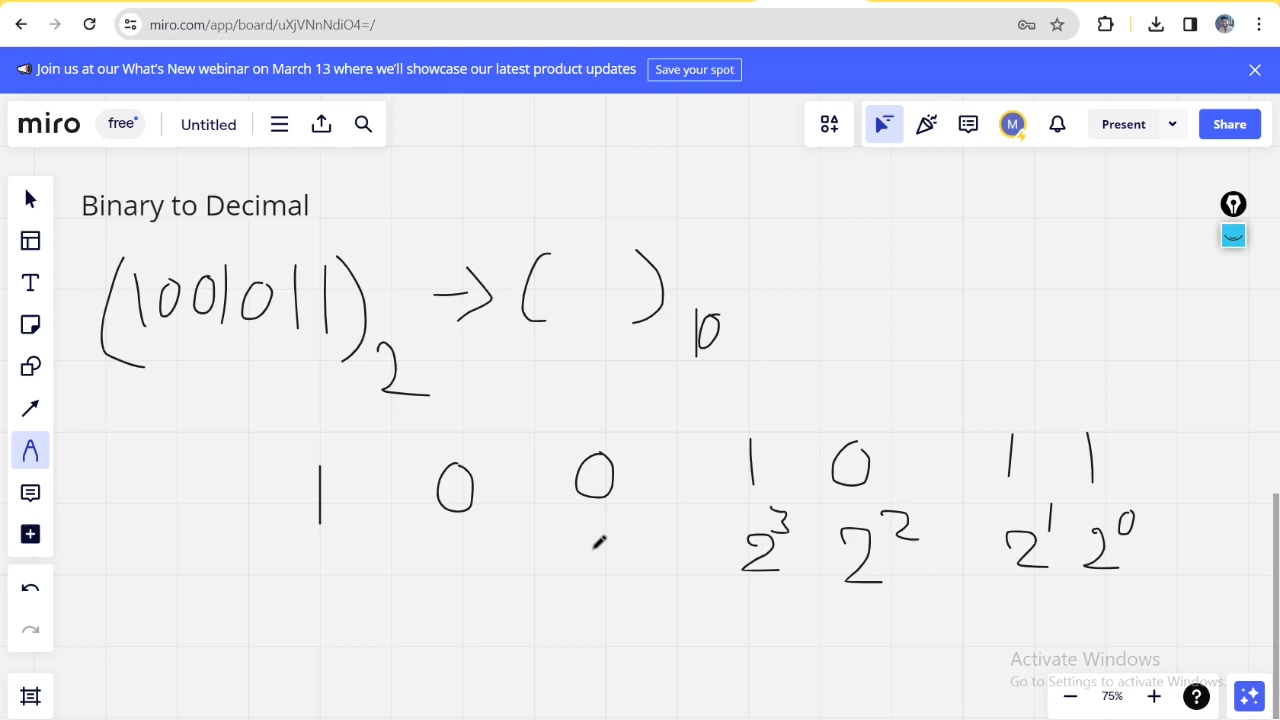 miro.com/app/board/uXjVNnNdiO4=/
Join us at our What's New webinar on March 13 where we'll showcase our latest product updates Save your spot
miro free Untitled M Present Share
Binary to Decimal
(1001011)2 → ( )10
1 0 0 1 0 1 1
2^3 2^2 2^1 2^0
Activate Windows
Go to Settings to activate Windows.
75% ?